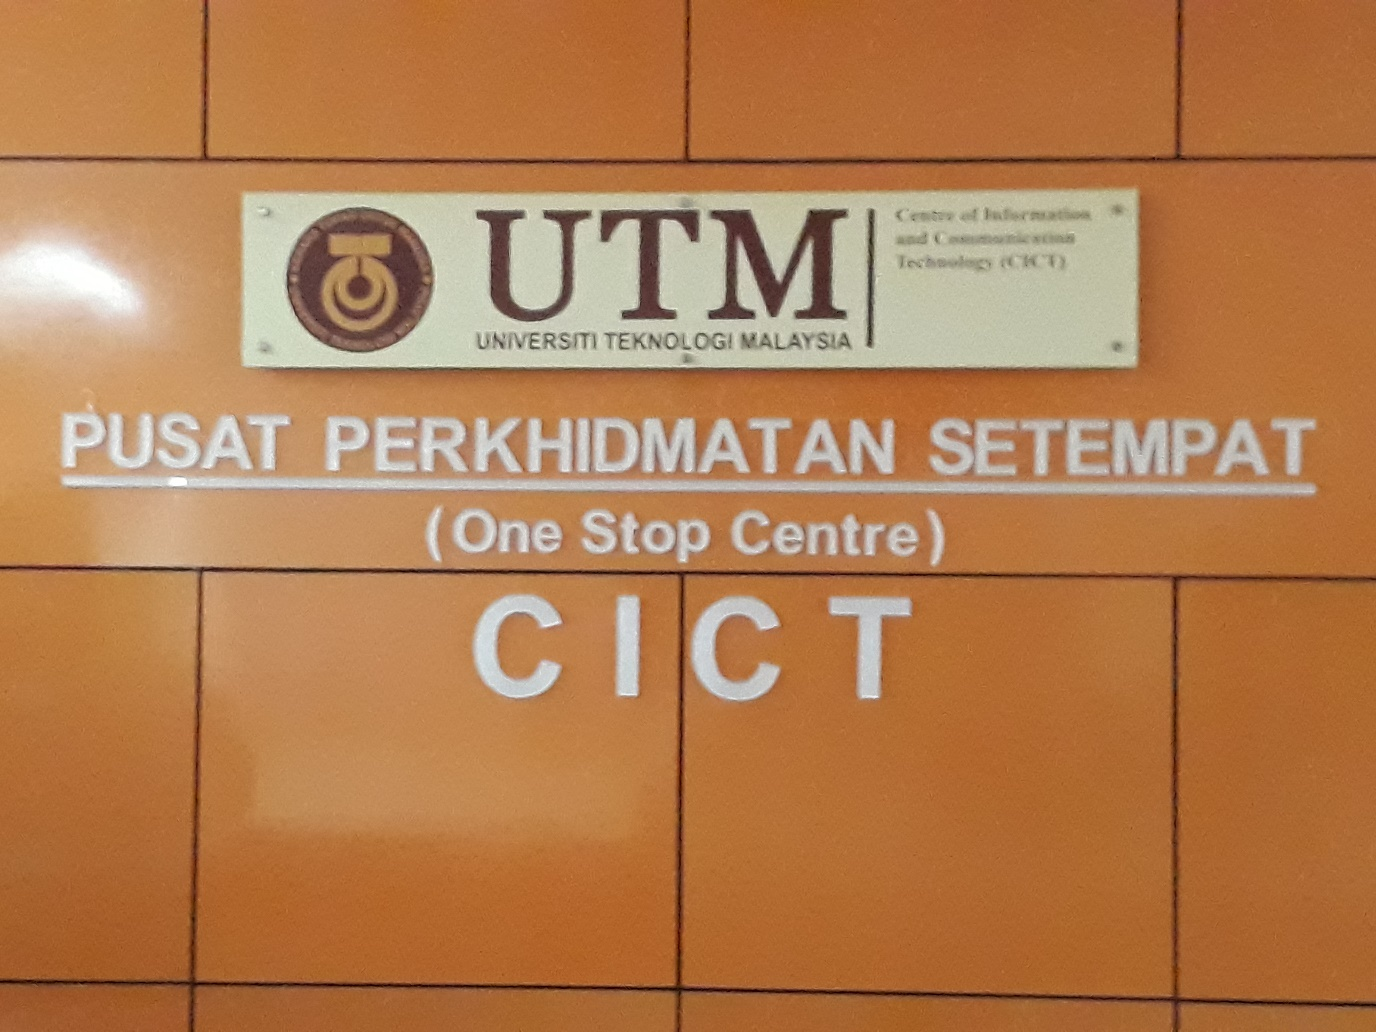 UTM
UNIVERSITI TEKNOLOGI MALAYSIA
Centre of Information
and Communication
Technology (CICT)
PUSAT PERKHIDMATAN SETEMPAT
(One Stop Centre)
CICT